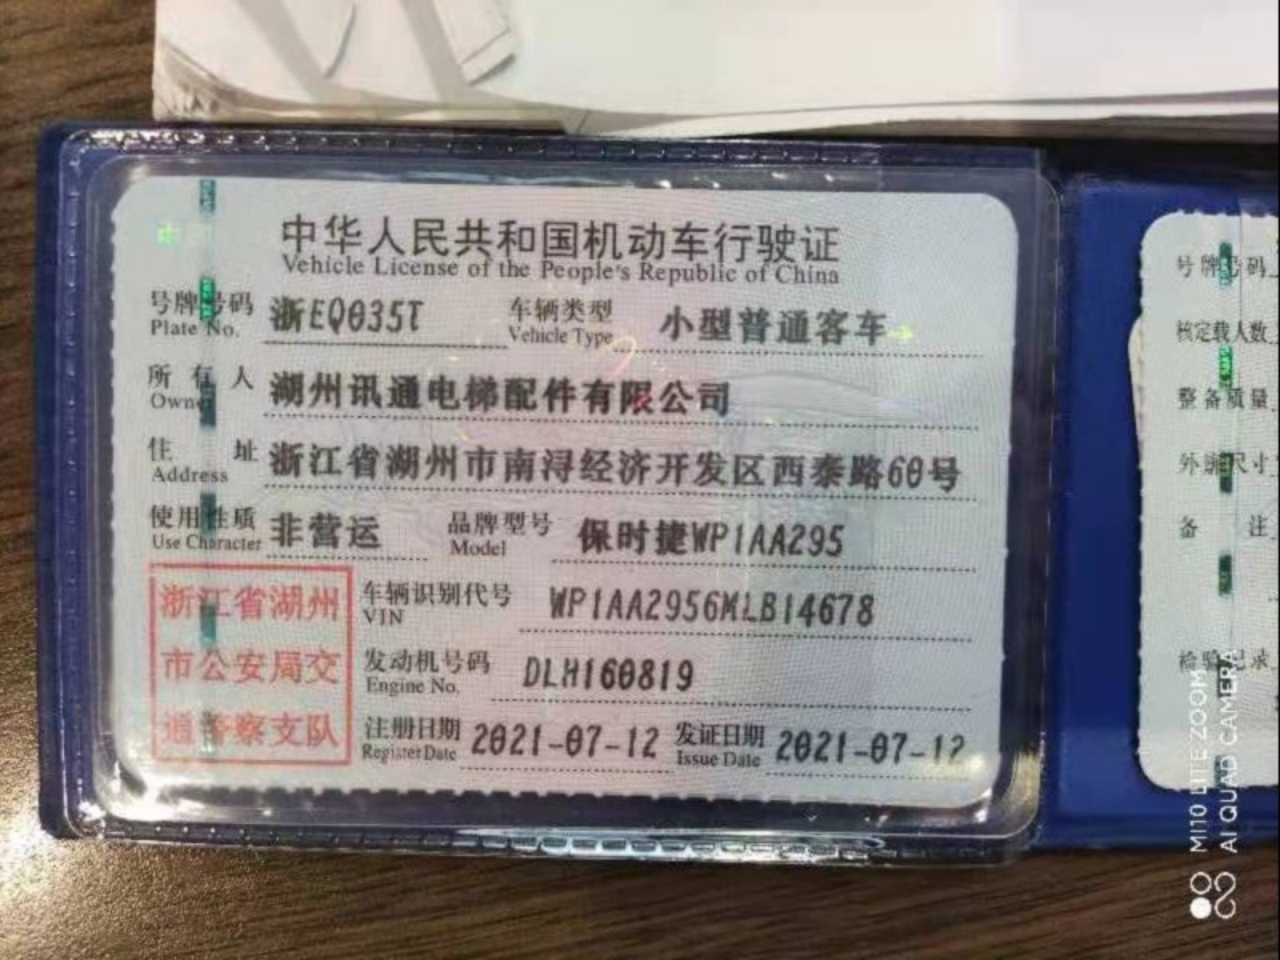 中华人民共和国机动车行驶证
Vehicle License of the People's Republic of China
号牌号码 浙EQ035T 车辆类型 小型普通客车
Plate No. Vehicle Type
所有人 湖州讯通电梯配件有限公司
Owner
住址 浙江省湖州市南浔经济开发区西泰路60号
Address
使用性质 非营运 品牌型号 保时捷WP1AA295
Use Character Model
车辆识别代号 WP1AA2956MLB14678
VIN
发动机号码 DLH160819
Engine No.
注册日期 2021-07-12 发证日期 2021-07-12
Register Date Issue Date
浙江省湖州
市公安局交
通警察支队
号牌号码
核定载人数
整备质量
外廓尺寸
备注
检验记录
MI10 LITE ZOOM
AI QUAD CAMERA